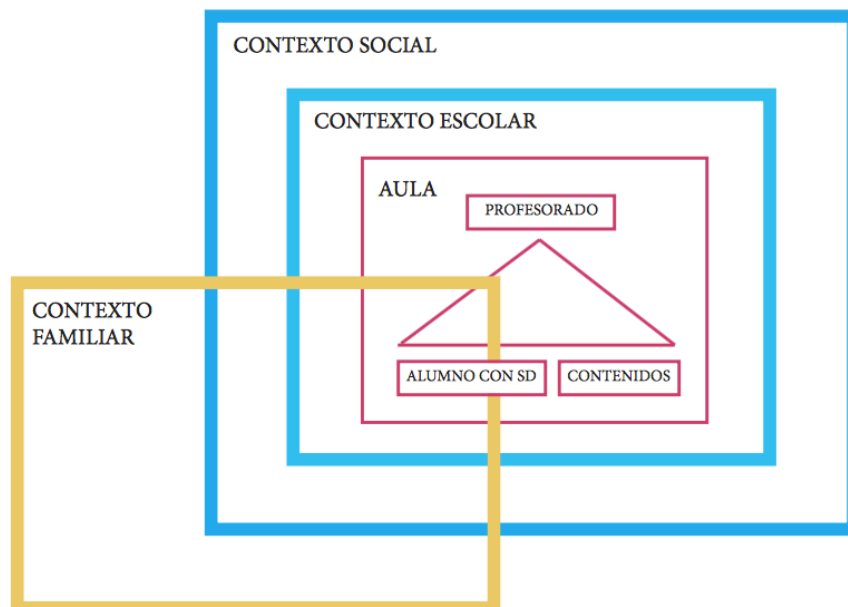 CONTEXTO SOCIAL
CONTEXTO ESCOLAR
AULA
PROFESORADO
CONTEXTO
FAMILIAR
ALUMNO CON SD
CONTENIDOS